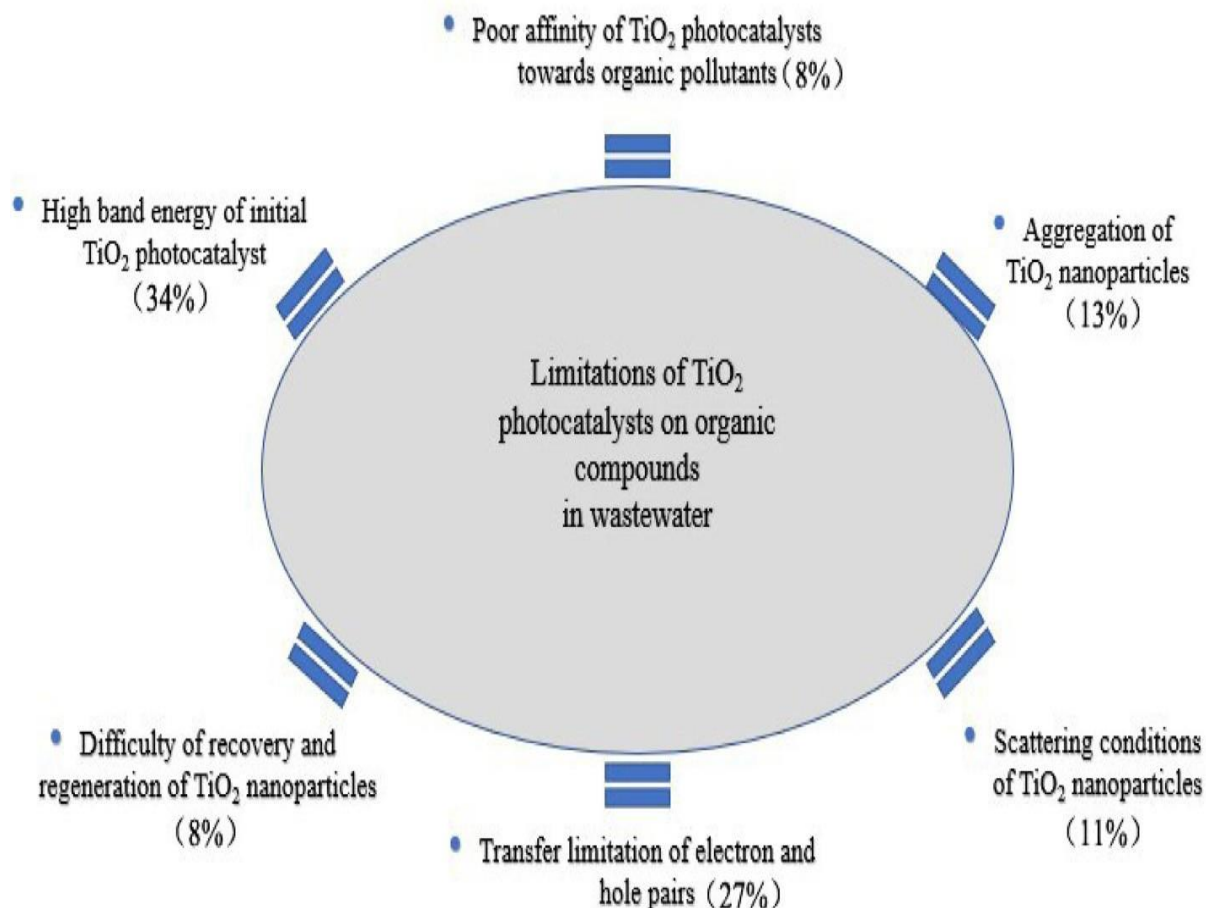 • Poor affinity of TiO₂ photocatalysts
towards organic pollutants (8%)
• High band energy of initial
TiO₂ photocatalyst
(34%)
• Aggregation of
TiO₂ nanoparticles
(13%)
Limitations of TiO₂
photocatalysts on organic
compounds
in wastewater
• Difficulty of recovery and
regeneration of TiO₂ nanoparticles
(8%)
• Scattering conditions
of TiO₂ nanoparticles
(11%)
• Transfer limitation of electron and
hole pairs (27%)